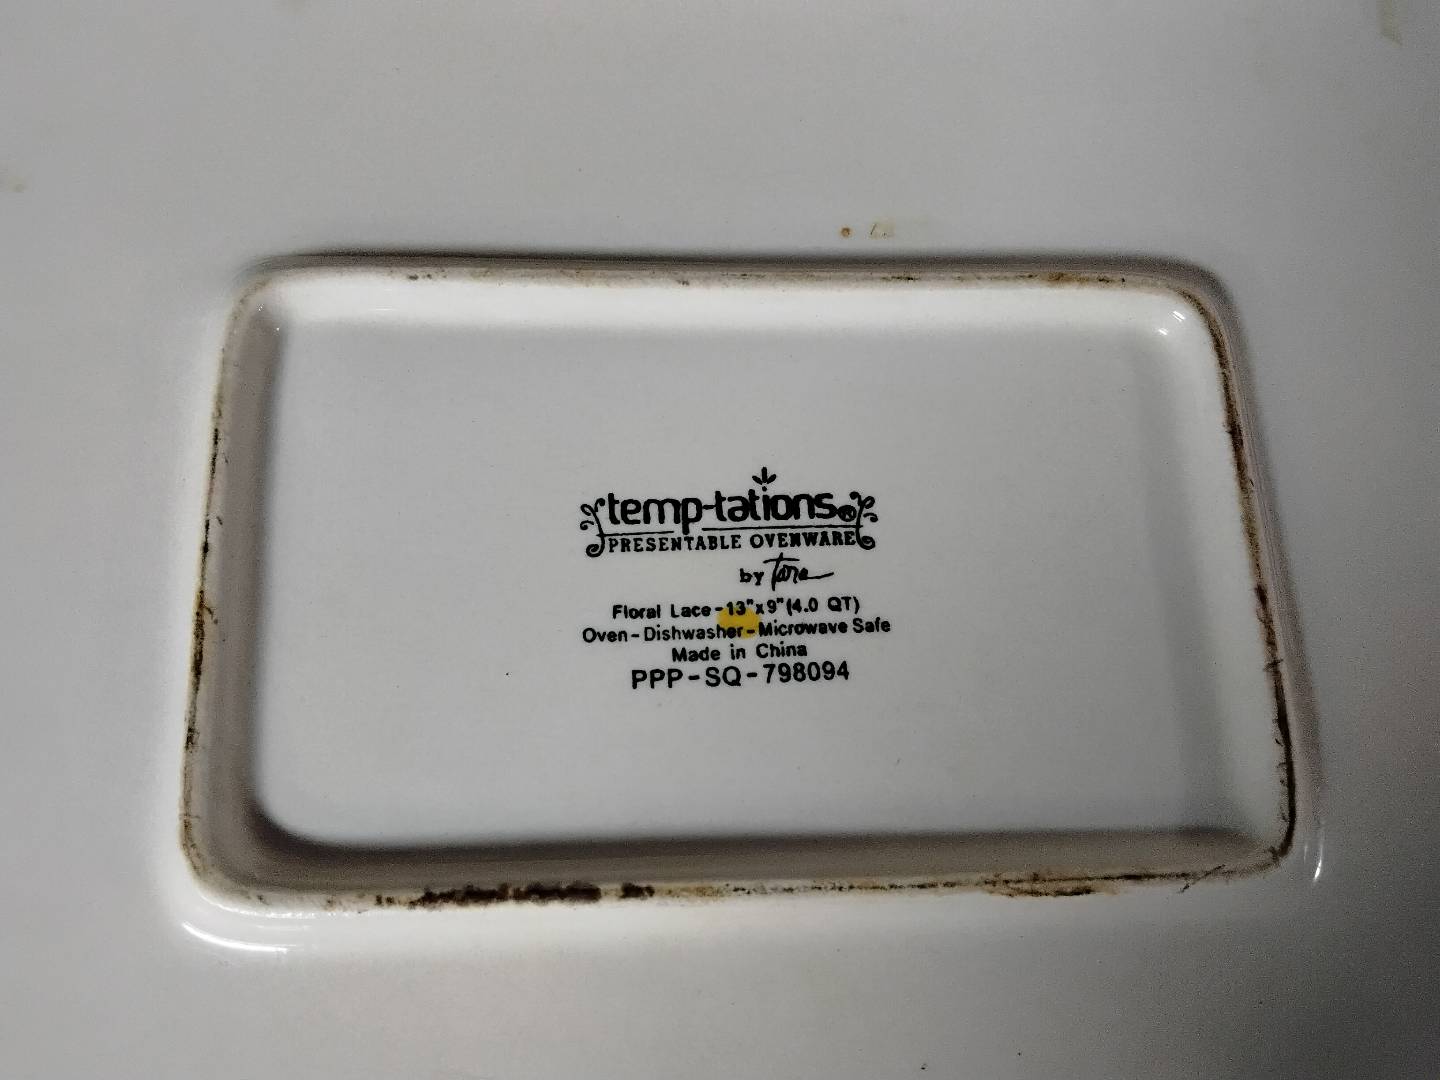 temp-tations®
PRESENTABLE OVENWARE
by Tara
Floral Lace-13"x9"(4.0 QT)
Oven-Dishwasher-Microwave Safe
Made in China
PPP-SQ-798094